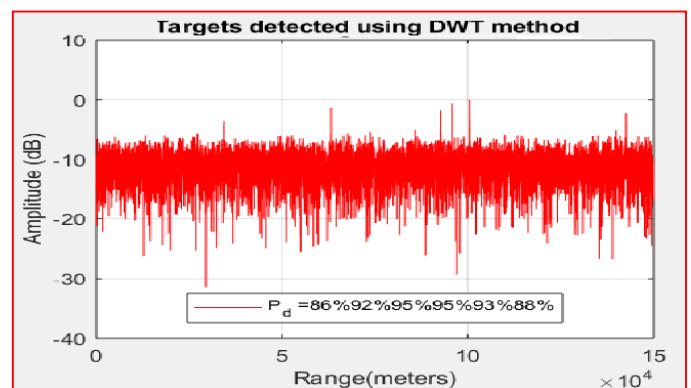 Targets detected using DWT method
10
0
-10
-20
-30
-40
Amplitude (dB)
P_d =86%92%95%95%93%88%
0 5 10 15
Range(meters) × 10^4